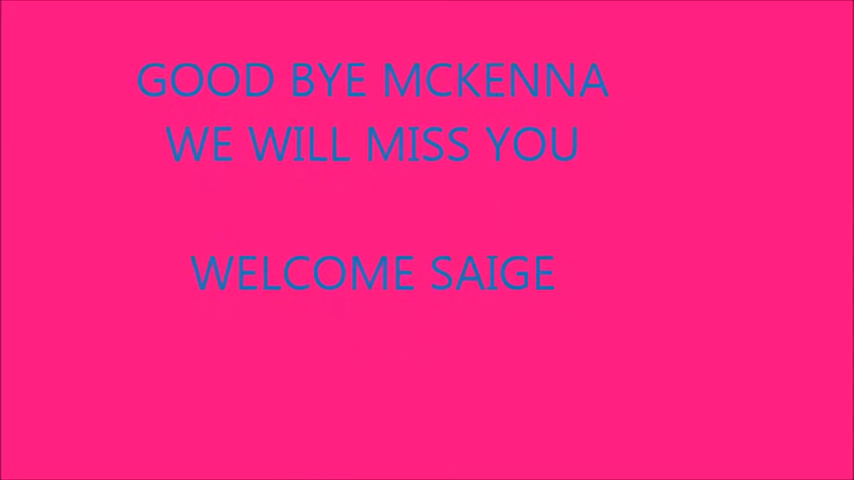 GOOD BYE MCKENNA
WE WILL MISS YOU
WELCOME SAIGE